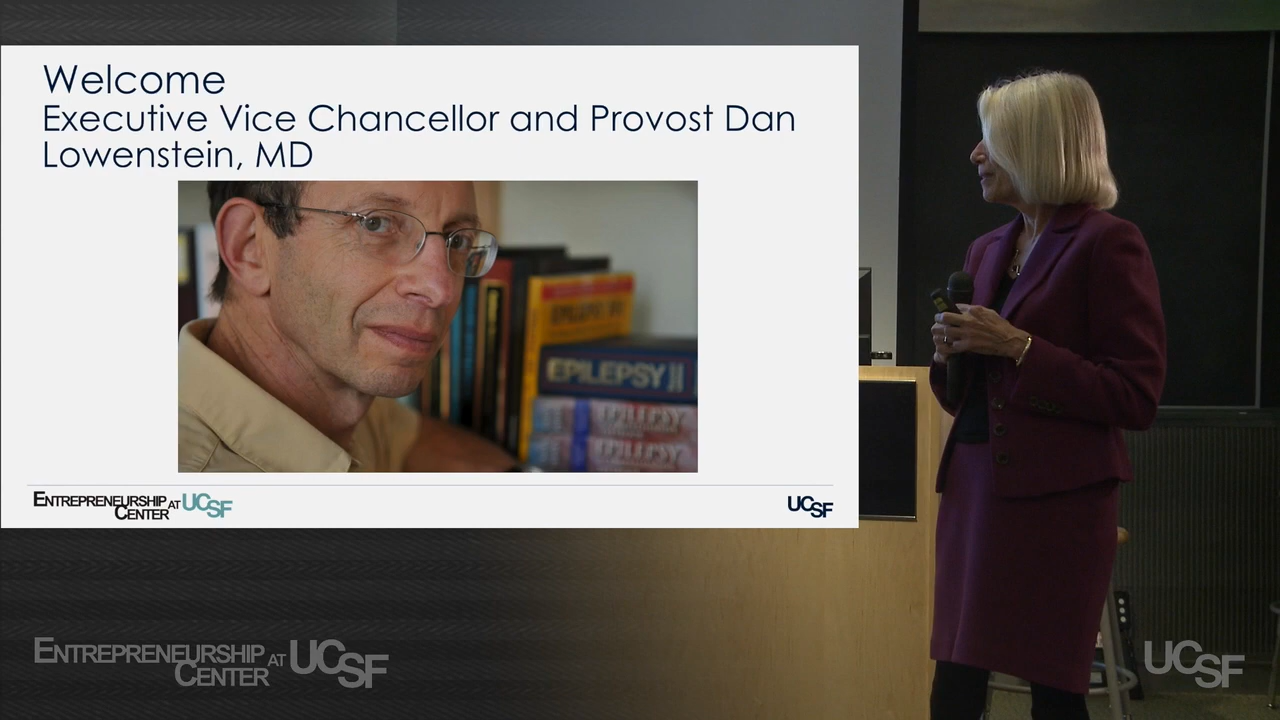 Welcome
Executive Vice Chancellor and Provost Dan
Lowenstein, MD
EPILEPSY
EPILEPSY
EPILEPSY
ENTREPRENEURSHIP AT UCSF
CENTER
UCSF
ENTREPRENEURSHIP AT UCSF
CENTER
UCSF